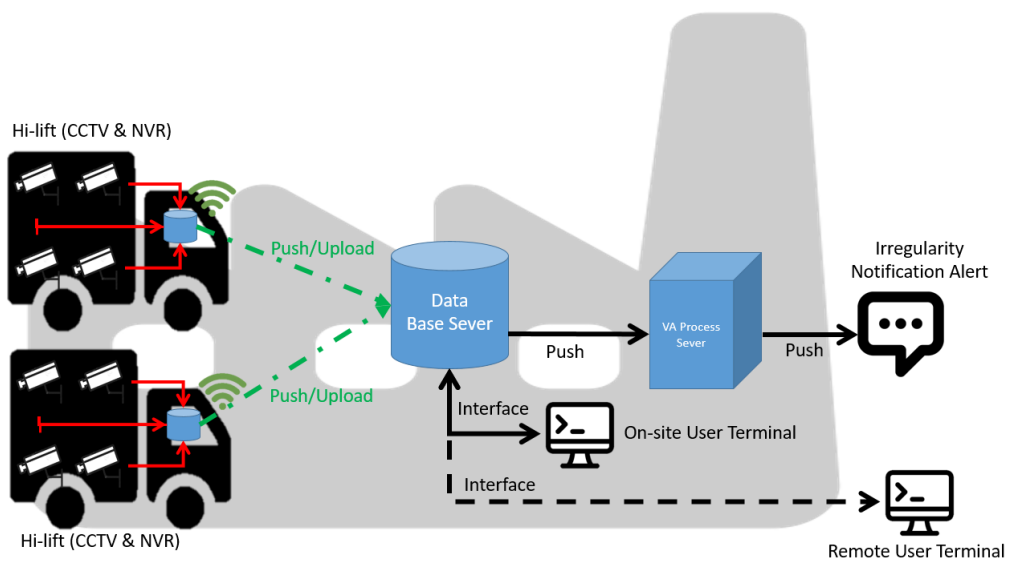 Hi-lift (CCTV & NVR)
Push/Upload
Irregularity
Notification Alert
Data
Base Sever
VA Process
Sever
Push
Push
Push/Upload
Interface
On-site User Terminal
Interface
Hi-lift (CCTV & NVR)
Remote User Terminal